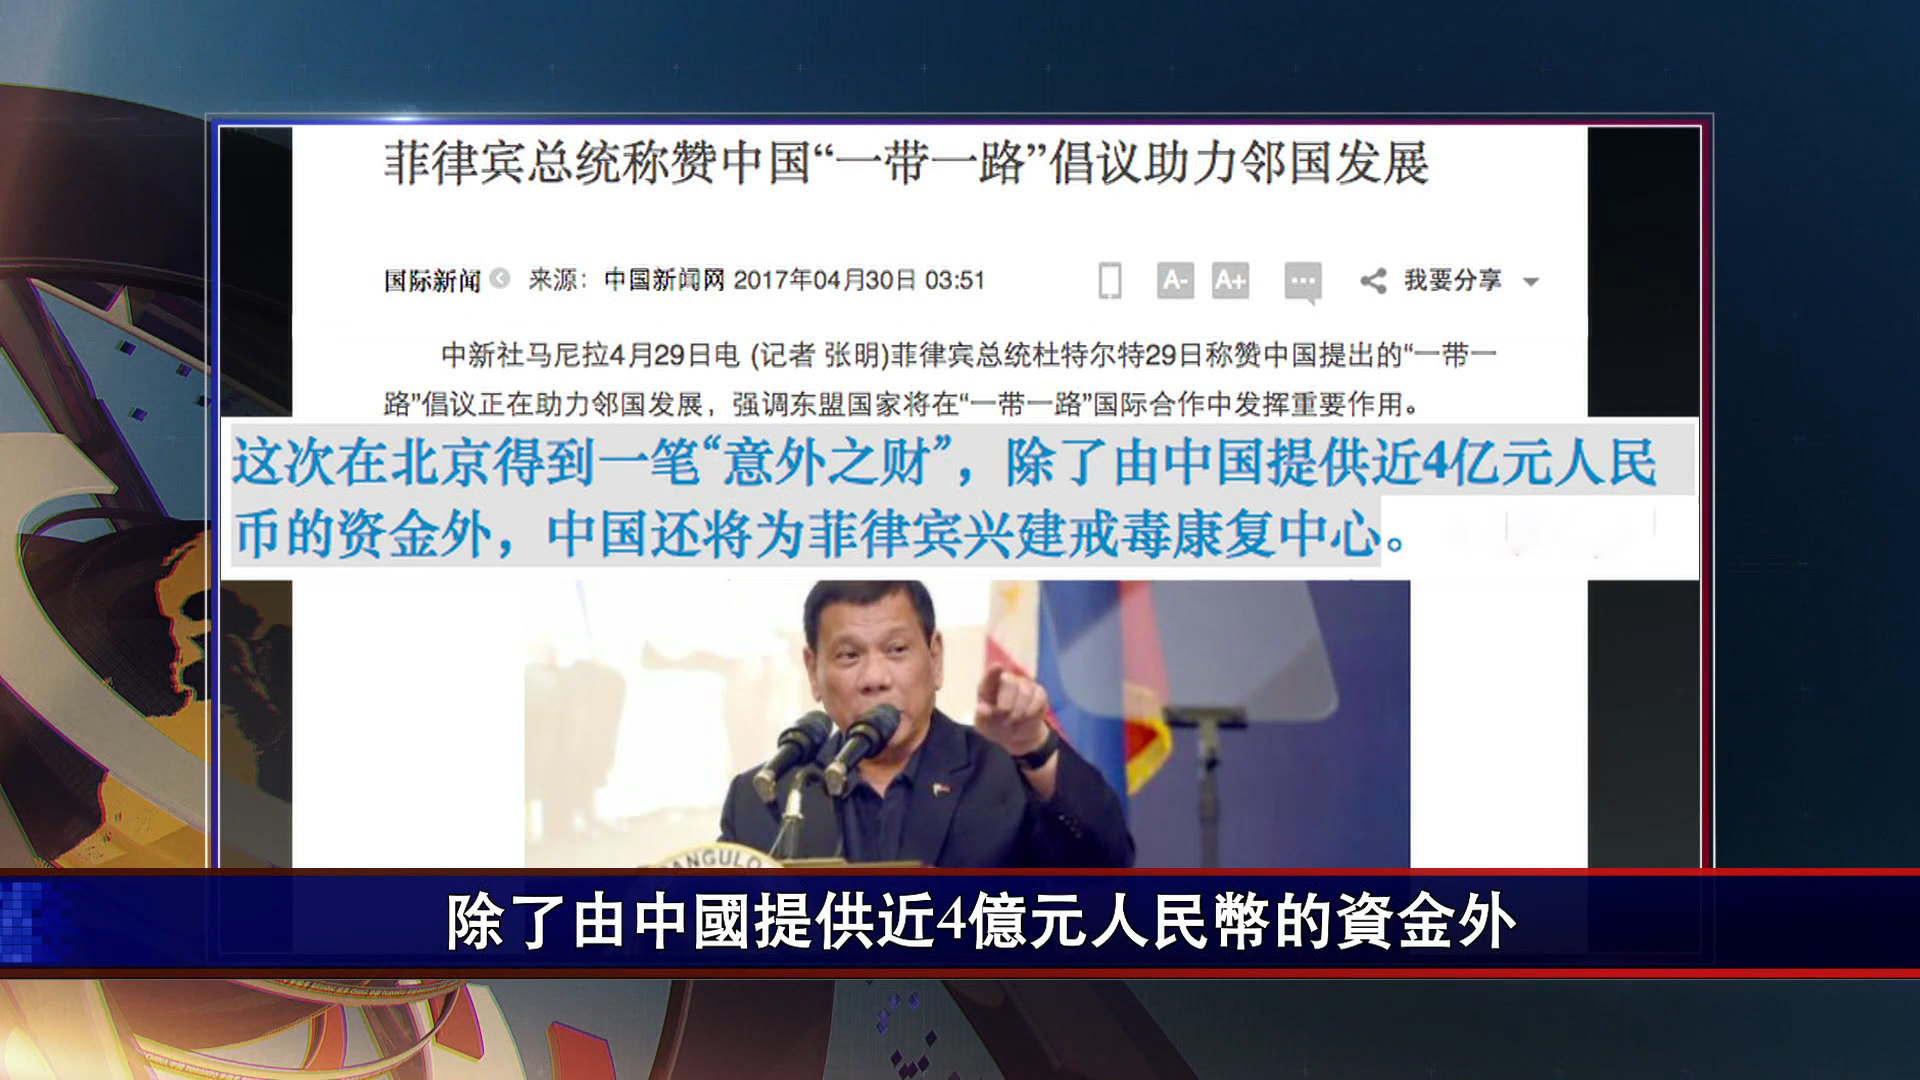 菲律宾总统称赞中国“一带一路”倡议助力邻国发展
国际新闻 来源：中国新闻网 2017年04月30日 03:51 A- A+ 我要分享
中新社马尼拉4月29日电 (记者 张明)菲律宾总统杜特尔特29日称赞中国提出的“一带一
路”倡议正在助力邻国发展，强调东盟国家将在“一带一路”国际合作中发挥重要作用。
这次在北京得到一笔“意外之财”，除了由中国提供近4亿元人民
币的资金外，中国还将为菲律宾兴建戒毒康复中心。
ANGULO
除了由中國提供近4億元人民幣的資金外